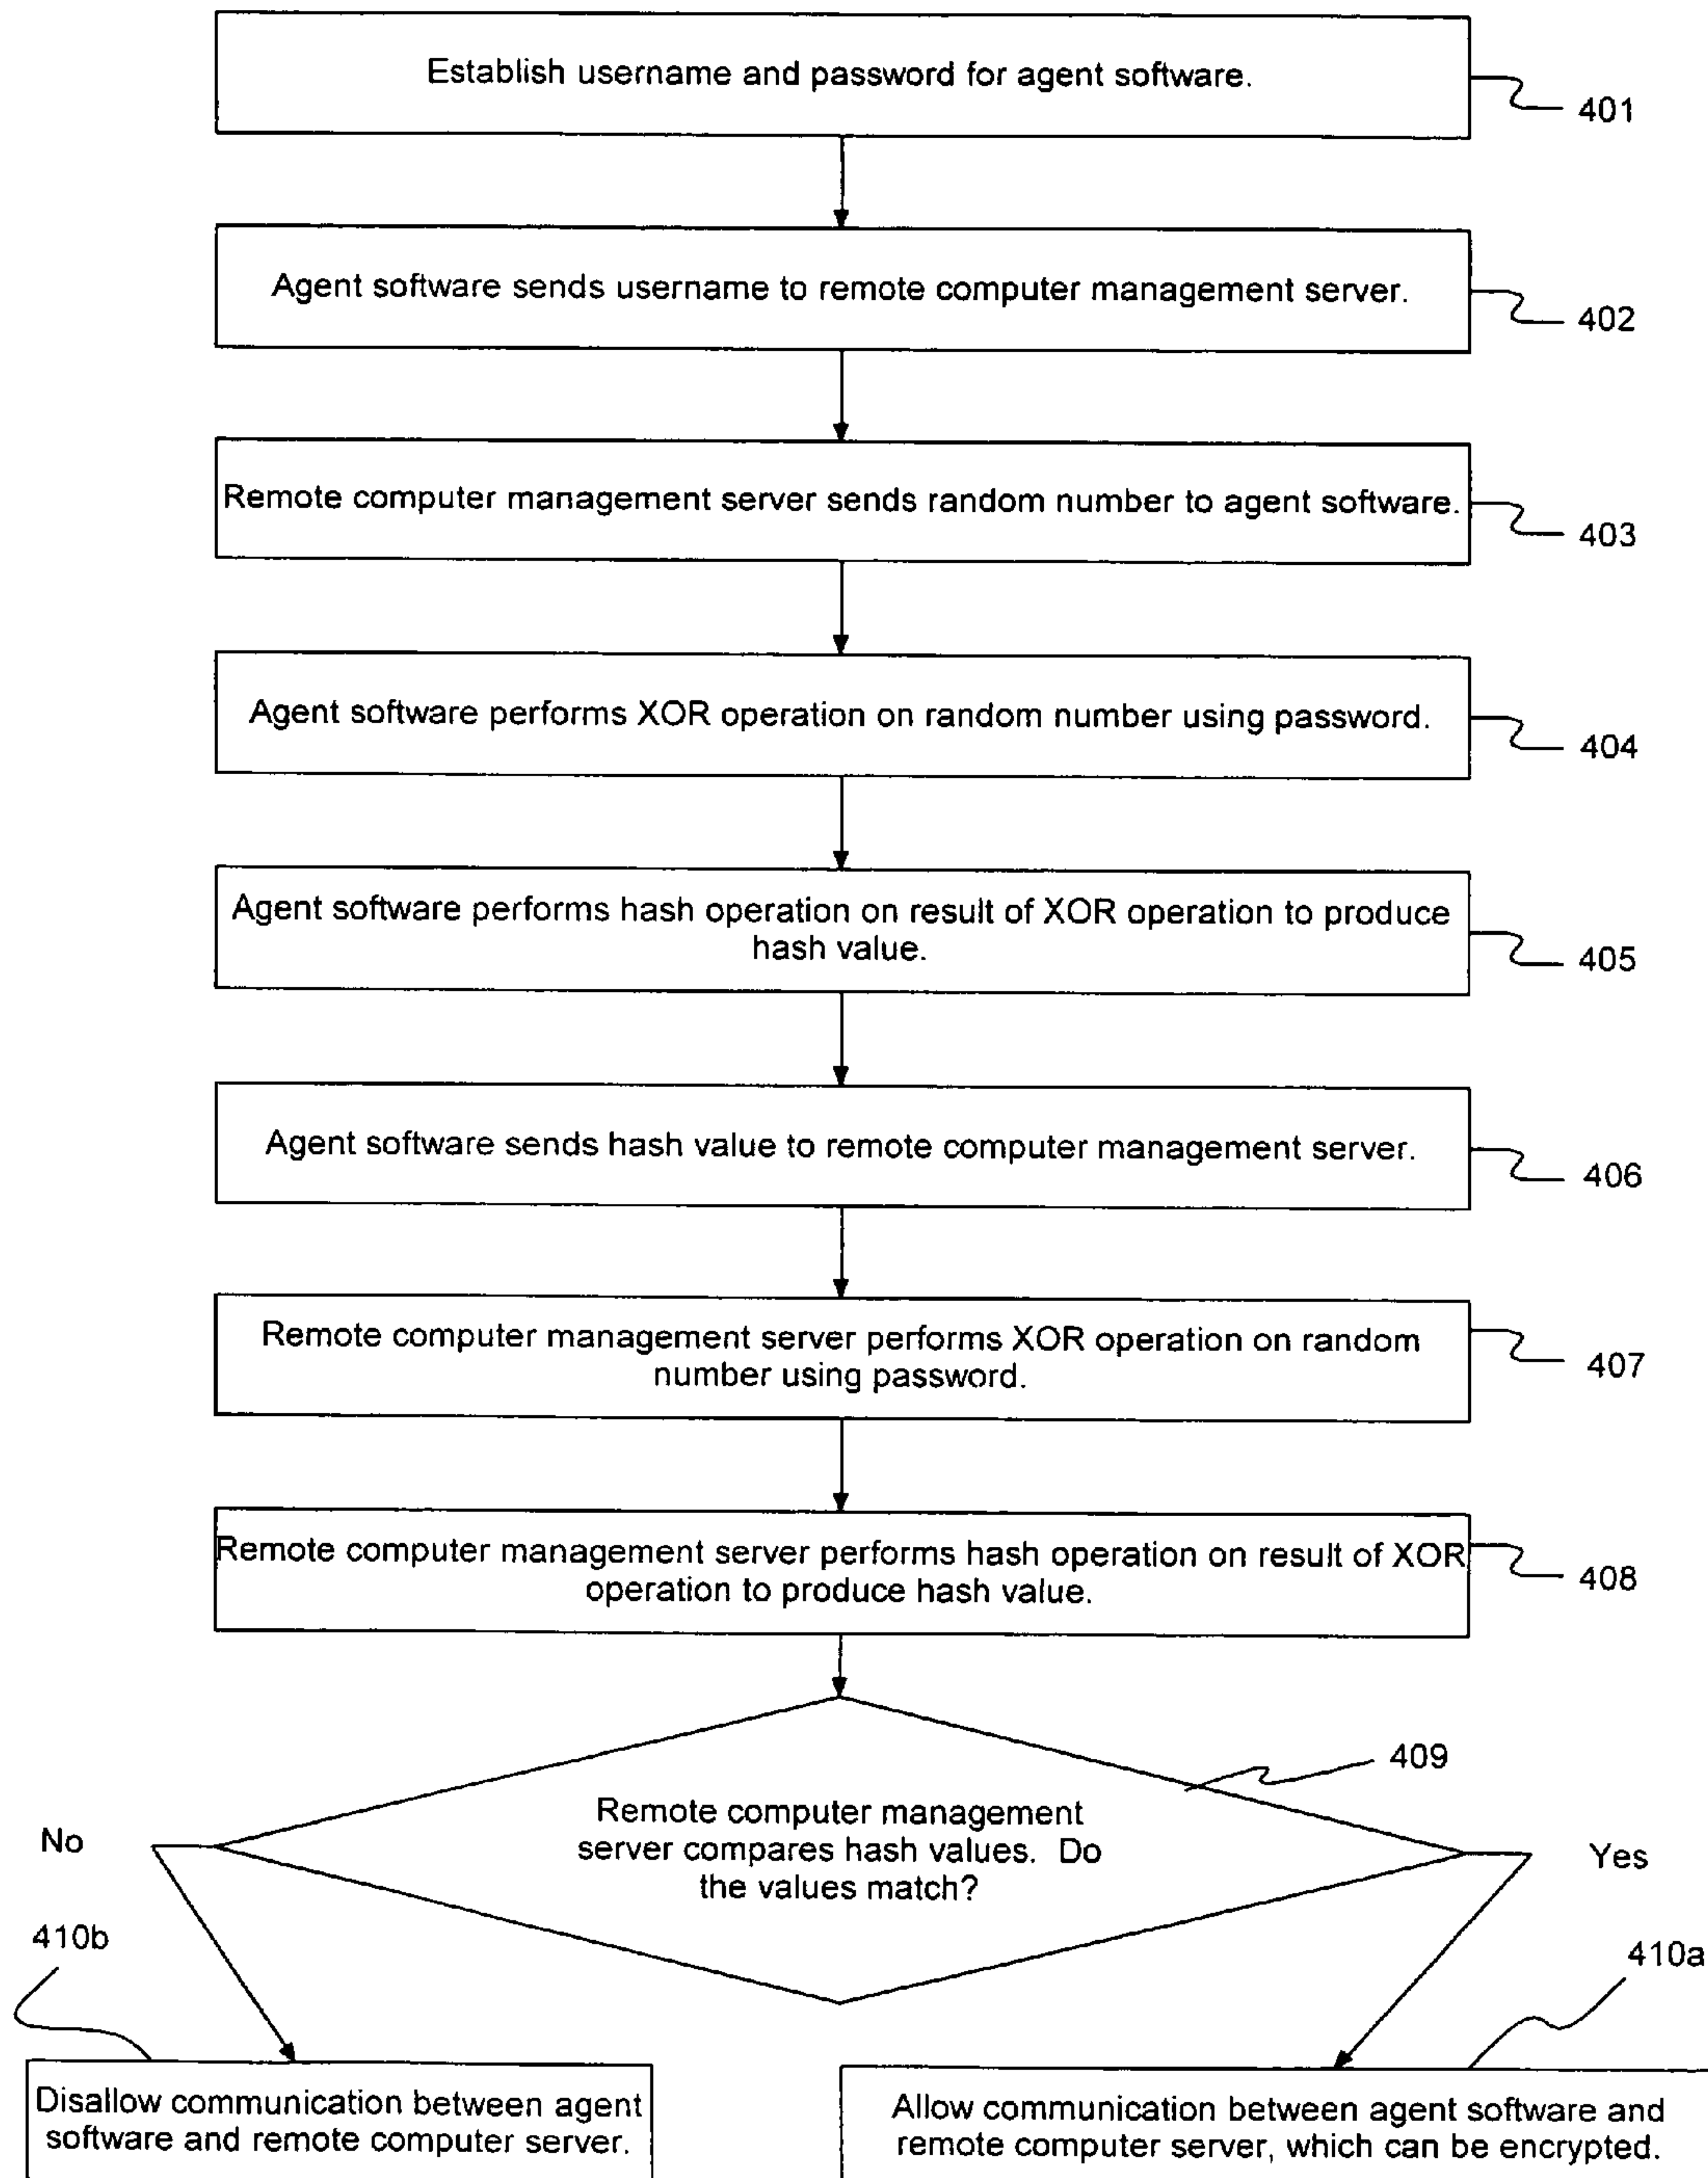 Establish username and password for agent software.
401
Agent software sends username to remote computer management server.
402
Remote computer management server sends random number to agent software.
403
Agent software performs XOR operation on random number using password.
404
Agent software performs hash operation on result of XOR operation to produce
hash value.
405
Agent software sends hash value to remote computer management server.
406
Remote computer management server performs XOR operation on random
number using password.
407
Remote computer management server performs hash operation on result of XOR
operation to produce hash value.
408
409
Remote computer management
server compares hash values. Do
the values match?
No
Yes
410b
410a
Disallow communication between agent
software and remote computer server.
Allow communication between agent software and
remote computer server, which can be encrypted.